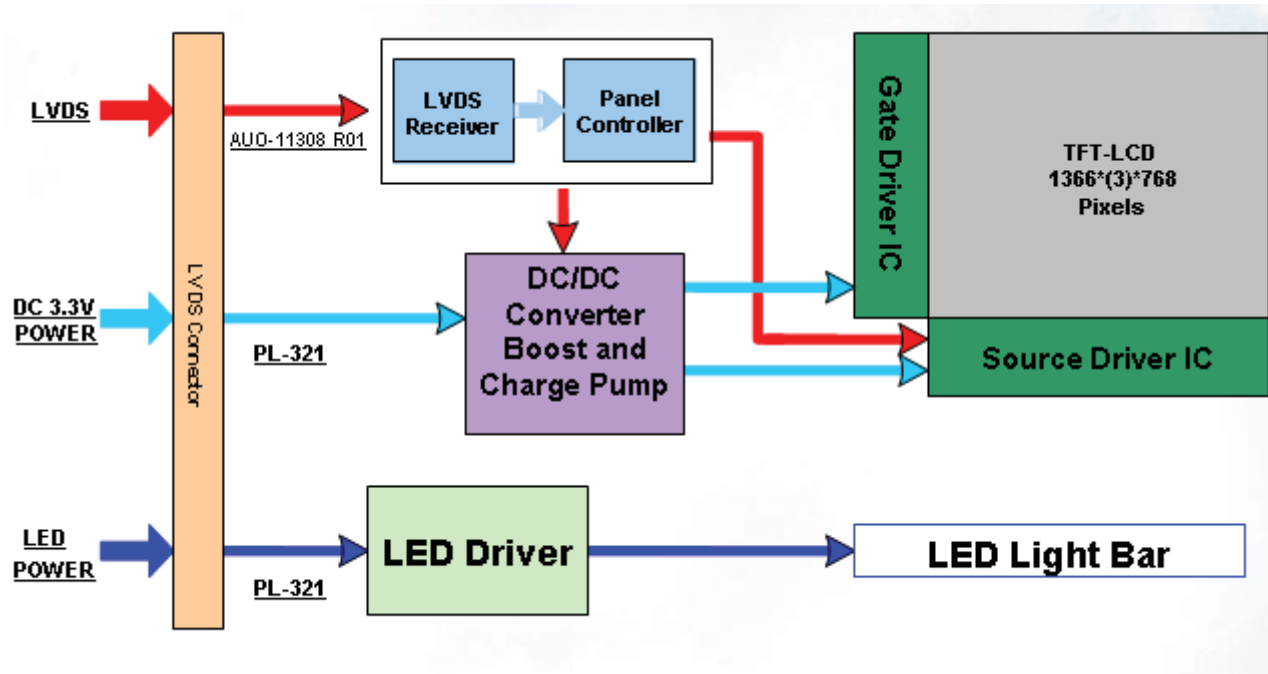 LVDS
AUO-11308 R01
LVDS
Receiver
Panel
Controller
Gate Driver IC
TFT-LCD
1366*(3)*768
Pixels
LVDS Connector
DC 3.3V
POWER
PL-321
DC/DC
Converter
Boost and
Charge Pump
Source Driver IC
LED
POWER
PL-321
LED Driver
LED Light Bar